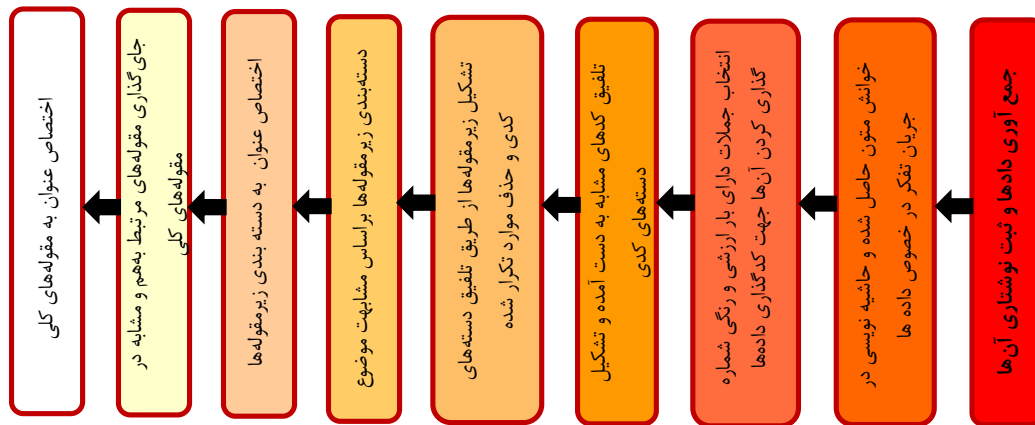 جمع آوری دادها و ثبت نوشتاری آن‌ها
خوانش متون حاصل شده و حاشیه نویسی در
جریان تفکر در خصوص داده ها
انتخاب جملات دارای بار ارزشی و رنگی شماره
گذاری کردن آن‌ها جهت کدگذاری داده‌ها
تلفیق کدهای مشابه به دست آمده و تشکیل
دسته‌های کدی
تشکیل زیرمقوله‌ها از طریق تلفیق دسته‌های
کدی و حذف موارد تکرار شده
دسته‌بندی زیرمقوله‌ها براساس مشابهت موضوع
اختصاص عنوان به دسته بندی زیرمقوله‌ها
جای‌گذاری مقوله‌های مرتبط به‌هم و مشابه در
مقوله‌های کلی
اختصاص عنوان به مقوله‌های کلی